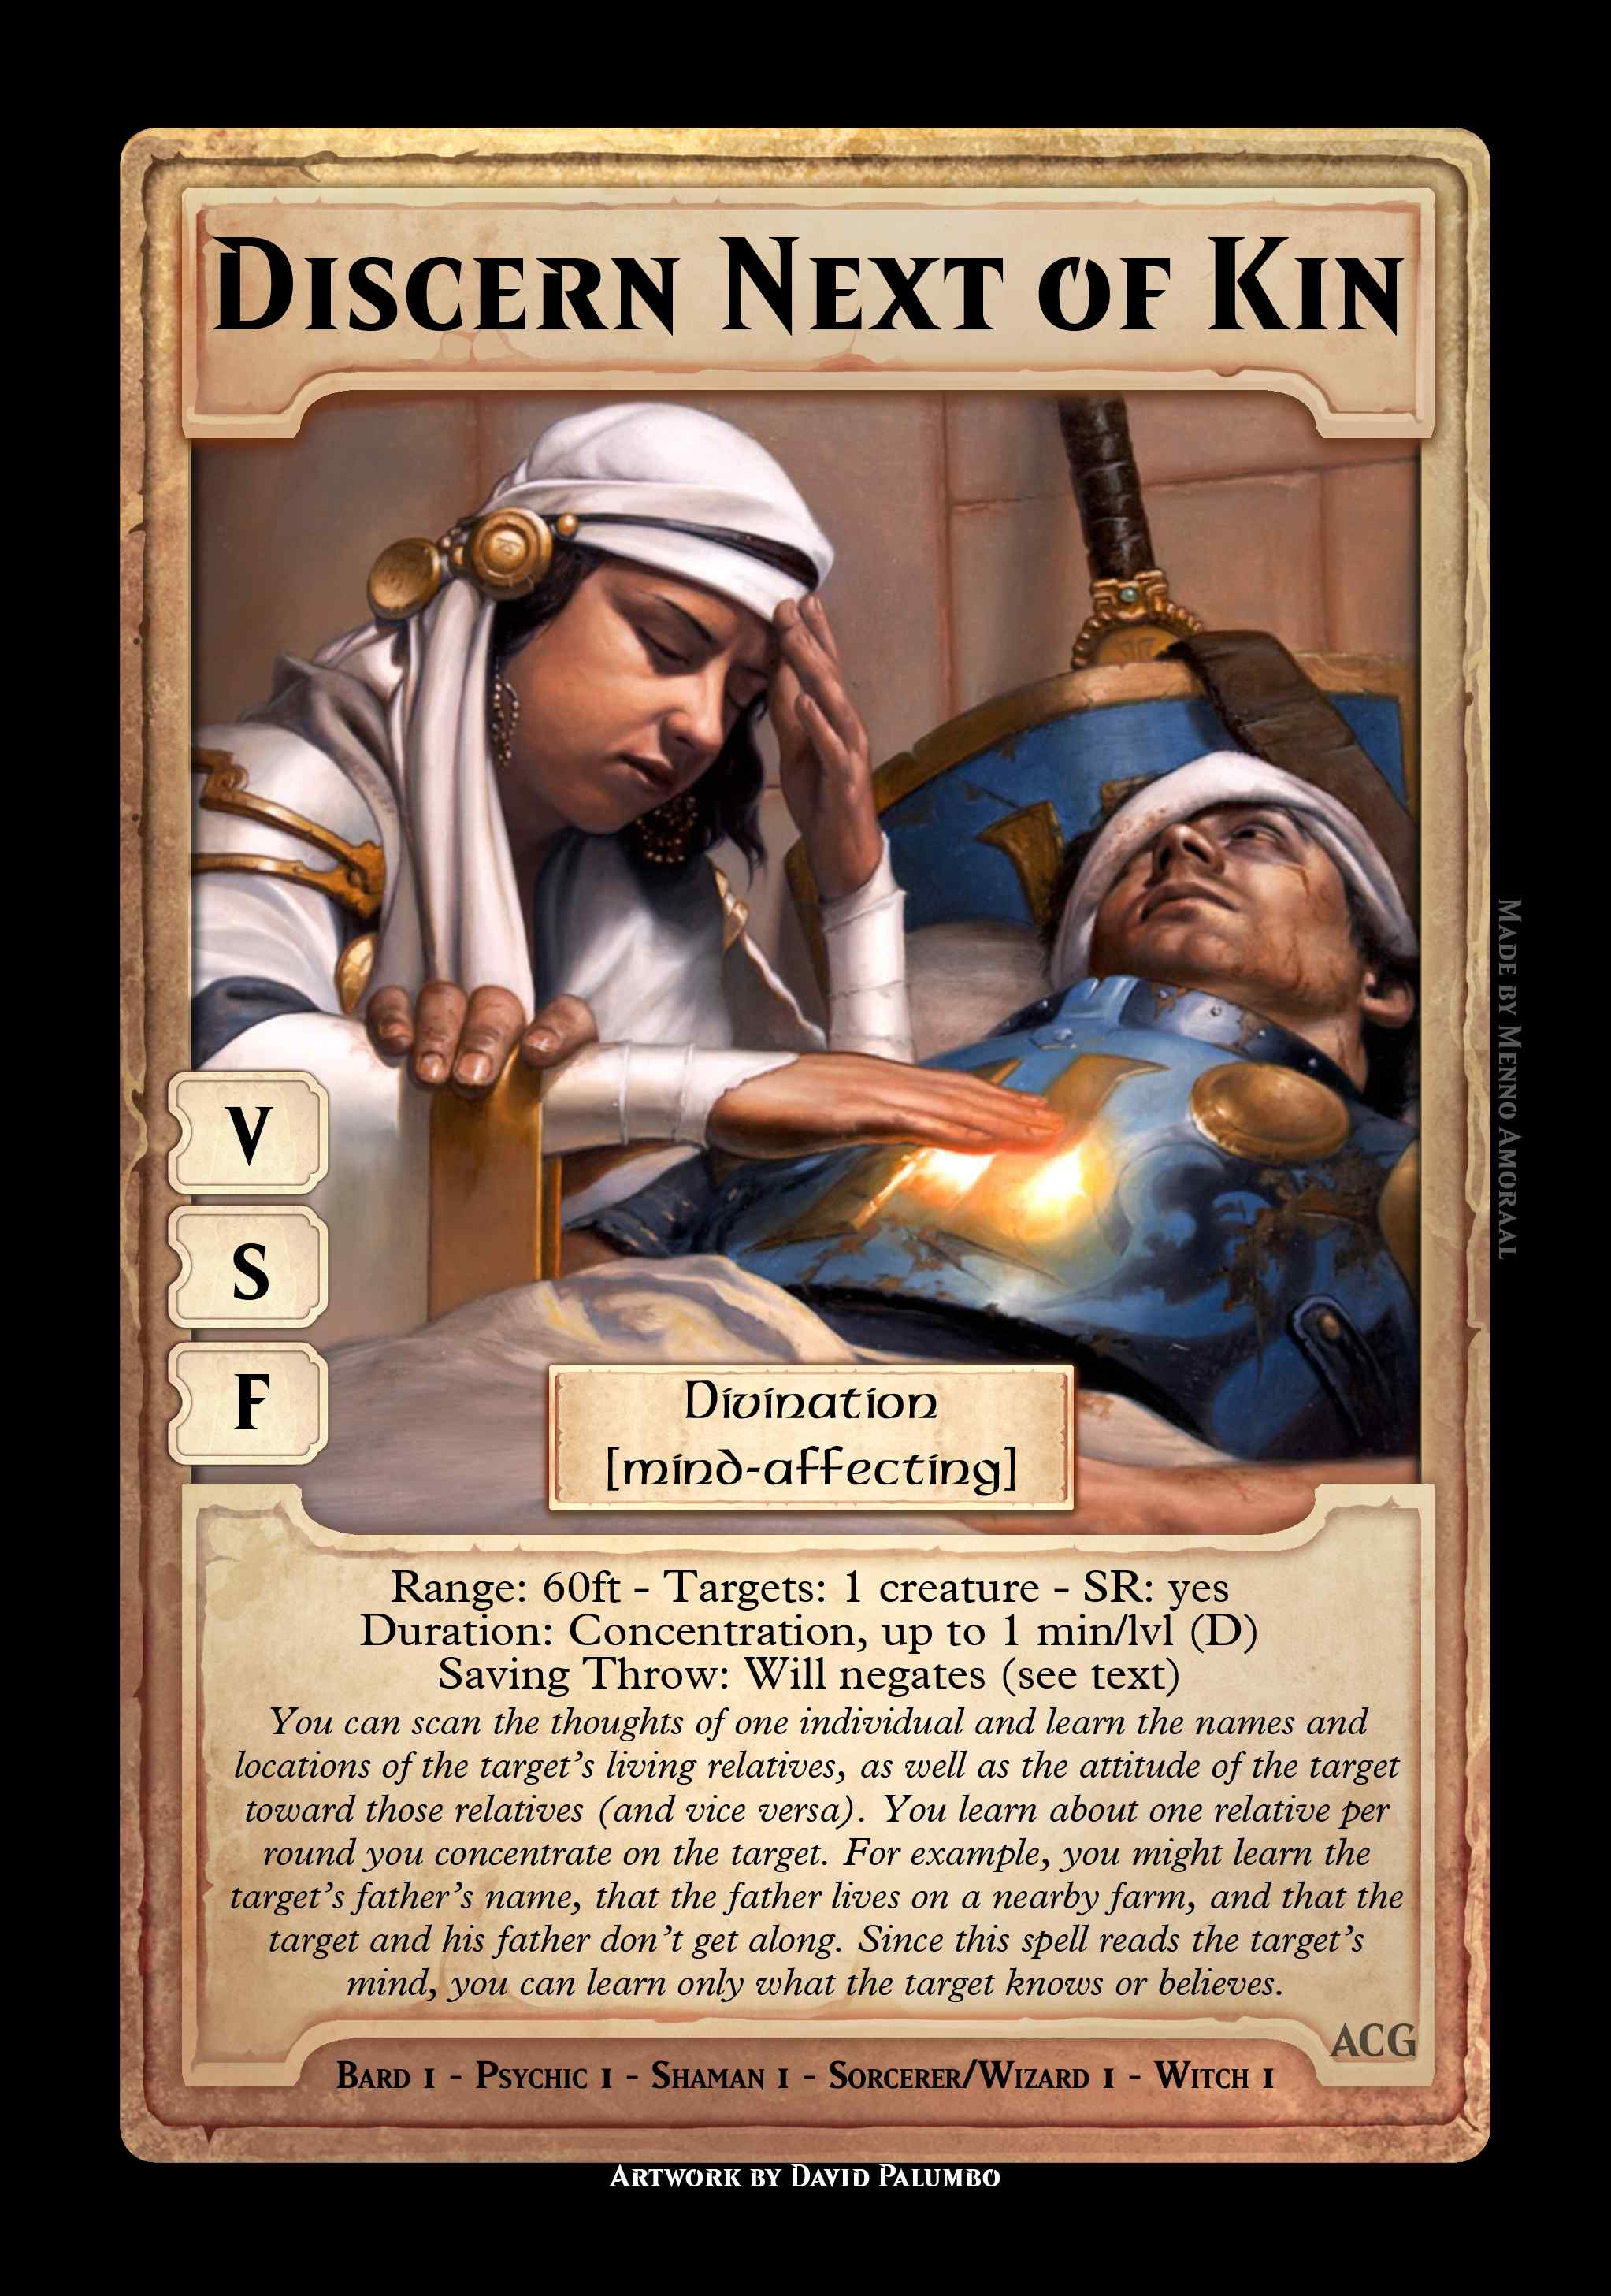 Discern Next of Kin
V
S
F
Divination
[mind-affecting]
Range: 60ft - Targets: 1 creature - SR: yes
Duration: Concentration, up to 1 min/lvl (D)
Saving Throw: Will negates (see text)
You can scan the thoughts of one individual and learn the names and
locations of the target's living relatives, as well as the attitude of the target
toward those relatives (and vice versa). You learn about one relative per
round you concentrate on the target. For example, you might learn the
target's father's name, that the father lives on a nearby farm, and that the
target and his father don't get along. Since this spell reads the target's
mind, you can learn only what the target knows or believes.
ACG
Bard 1 - Psychic 1 - Shaman 1 - Sorcerer/Wizard 1 - Witch 1
Artwork by David Palumbo
Made by Menno Amoraal